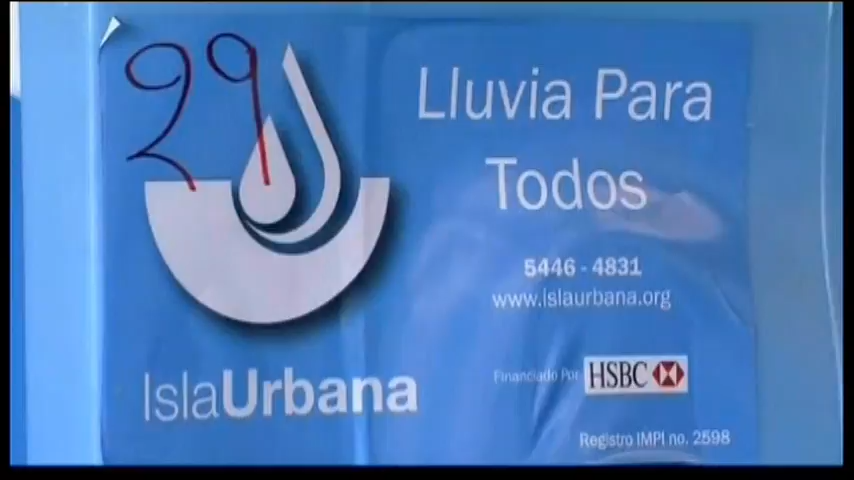 29
Lluvia Para
Todos
5446 - 4831
www.islaurbana.org
Financiado Por HSBC
Registro IMPI no. 2598
IslaUrbana